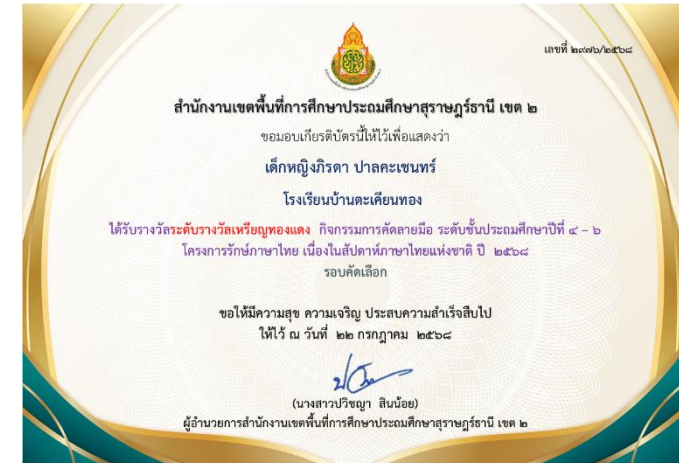 เลขที่ ๒๙๗๖/๒๕๖๘
สำนักงานเขตพื้นที่การศึกษาประถมศึกษาสุราษฎร์ธานี เขต ๒
ขอมอบเกียรติบัตรนี้ให้ไว้เพื่อแสดงว่า
เด็กหญิงภิรดา ปาลคะเชนทร์
โรงเรียนบ้านตะเคียนทอง
ได้รับรางวัลระดับรางวัลเหรียญทองแดง กิจกรรมการคัดลายมือ ระดับชั้นประถมศึกษาปีที่ ๔ – ๖
โครงการรักษ์ภาษาไทย เนื่องในสัปดาห์ภาษาไทยแห่งชาติ ปี ๒๕๖๘
รอบคัดเลือก
ขอให้มีความสุข ความเจริญ ประสบความสำเร็จสืบไป
ให้ไว้ ณ วันที่ ๒๒ กรกฎาคม ๒๕๖๘
(นางสาวปวิชญา สินน้อย)
ผู้อำนวยการสำนักงานเขตพื้นที่การศึกษาประถมศึกษาสุราษฎร์ธานี เขต ๒